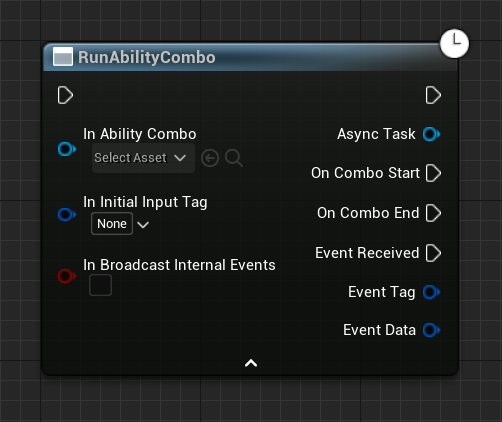 RunAbilityCombo
In Ability Combo
Select Asset
Async Task
On Combo Start
In Initial Input Tag
None
On Combo End
Event Received
In Broadcast Internal Events
Event Tag
Event Data